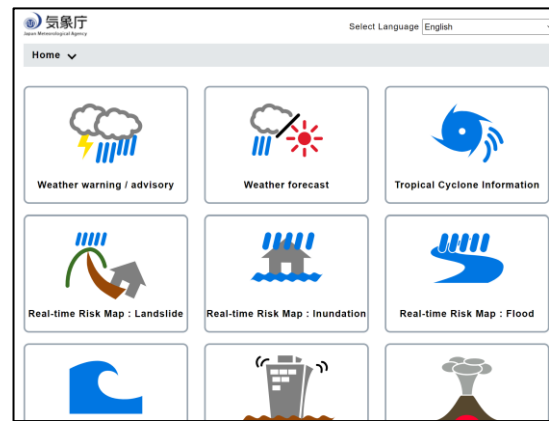 気象庁
Japan Meteorological Agency
Select Language English
Home
Weather warning / advisory
Weather forecast
Tropical Cyclone Information
Real-time Risk Map : Landslide
Real-time Risk Map : Inundation
Real-time Risk Map : Flood